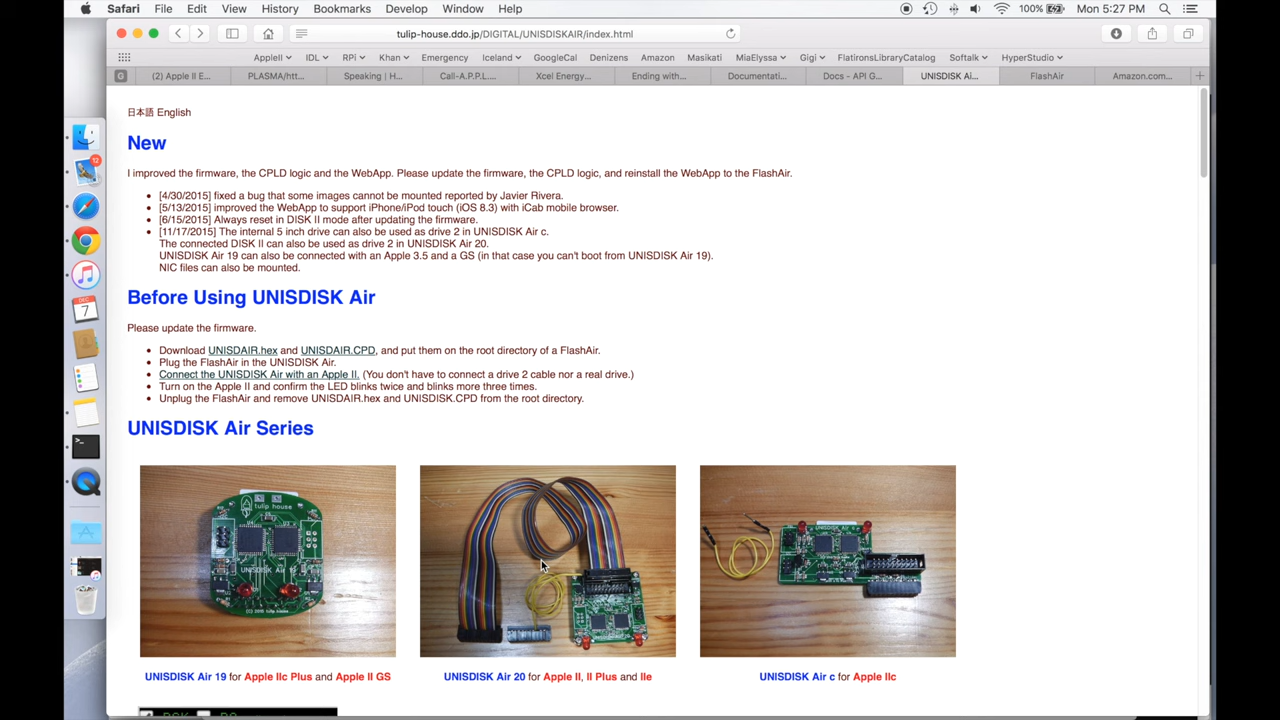 Safari File Edit View History Bookmarks Develop Window Help
100% Mon 5:27 PM
tulip-house.ddo.jp/DIGITAL/UNISDISKAIR/index.html
AppleII IDL RPi Khan Emergency Iceland GoogleCal Denizens Amazon Masikati MiaElyssa Gigi FlatironsLibraryCatalog Softalk HyperStudio
G (2) Apple II E... PLASMA/htt... Speaking | H... Call-A.P.P.L.... Xcel Energy... Ending with... Documentati... Docs - API G... UNISDISK Ai... FlashAir Amazon.com...
日本語 English
New
I improved the firmware, the CPLD logic and the WebApp. Please update the firmware, the CPLD logic, and reinstall the WebApp to the FlashAir.
[4/30/2015] fixed a bug that some images cannot be mounted reported by Javier Rivera.
[5/13/2015] improved the WebApp to support iPhone/iPod touch (iOS 8.3) with iCab mobile browser.
[6/15/2015] Always reset in DISK II mode after updating the firmware.
[11/17/2015] The internal 5 inch drive can also be used as drive 2 in UNISDISK Air c.
The connected DISK II can also be used as drive 2 in UNISDISK Air 20.
UNISDISK Air 19 can also be connected with an Apple 3.5 and a GS (in that case you can't boot from UNISDISK Air 19).
NIC files can also be mounted.
Before Using UNISDISK Air
Please update the firmware.
Download UNISDAIR.hex and UNISDAIR.CPD, and put them on the root directory of a FlashAir.
Plug the FlashAir in the UNISDISK Air.
Connect the UNISDISK Air with an Apple II. (You don't have to connect a drive 2 cable nor a real drive.)
Turn on the Apple II and confirm the LED blinks twice and blinks more three times.
Unplug the FlashAir and remove UNISDAIR.hex and UNISDISK.CPD from the root directory.
UNISDISK Air Series
tulip house
UNISDISK Air
UNISDISK Air 19 for Apple IIc Plus and Apple II GS
UNISDISK Air 20 for Apple II, II Plus and IIe
UNISDISK Air c for Apple IIc
12
DEC
7